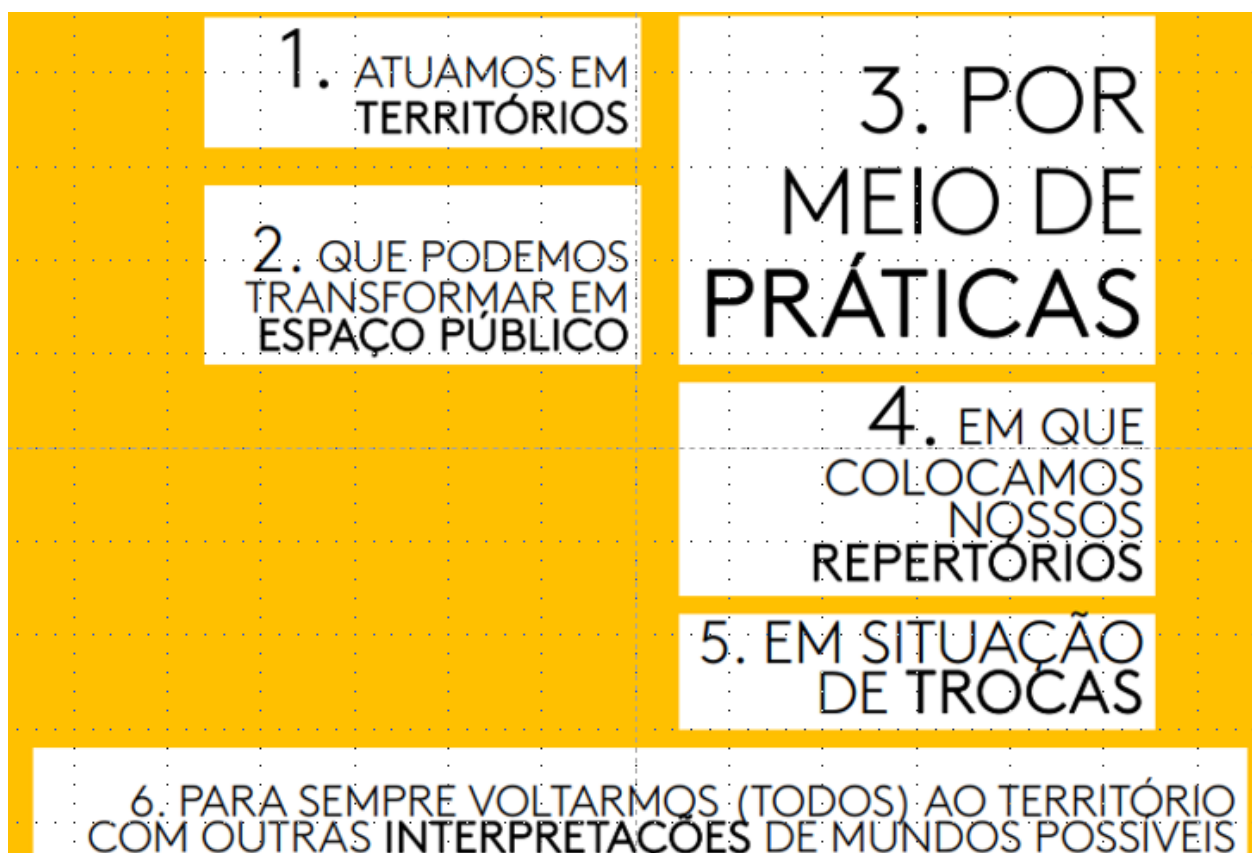 1. ATUAMOS EM
TERRITÓRIOS
2. QUE PODEMOS
TRANSFORMAR EM
ESPAÇO PÚBLICO
3. POR
MEIO DE
PRÁTICAS
4. EM QUE
COLOCAMOS
NOSSOS
REPERTÓRIOS
5. EM SITUAÇÃO
DE TROCAS
6. PARA SEMPRE VOLTARMOS (TODOS) AO TERRITÓRIO
COM OUTRAS INTERPRETAÇÕES DE MUNDOS POSSÍVEIS